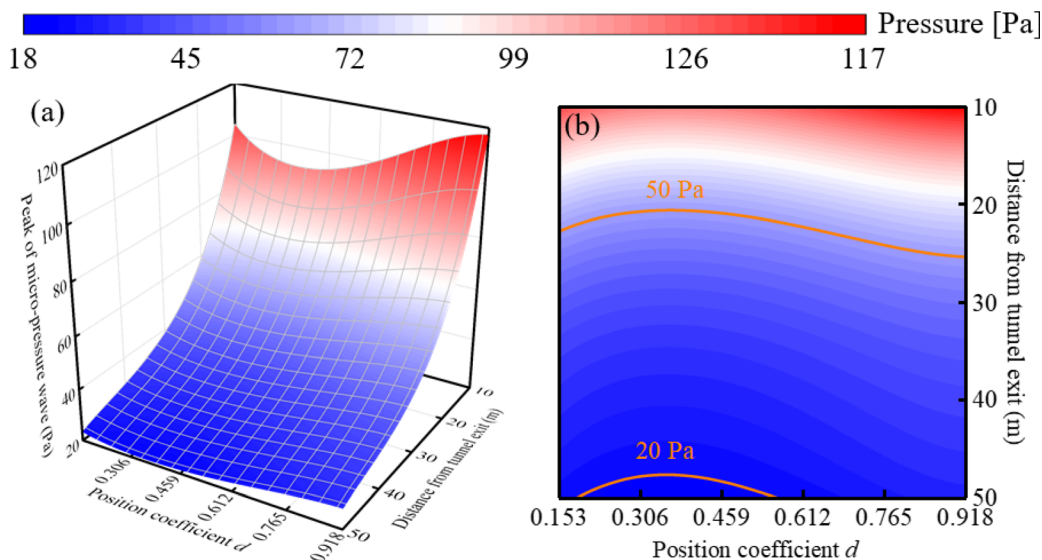 Pressure [Pa]
18 45 72 99 126 117
(a)
120
100
80
60
40
20
Peak of micro-pressure wave (Pa)
0.306
0.459
0.612
0.765
0.918
Position coefficient d
10
20
30
40
50
Distance from tunnel exit (m)
(b)
50 Pa
20 Pa
10
20
30
40
50
Distance from tunnel exit (m)
0.153 0.306 0.459 0.612 0.765 0.918
Position coefficient d